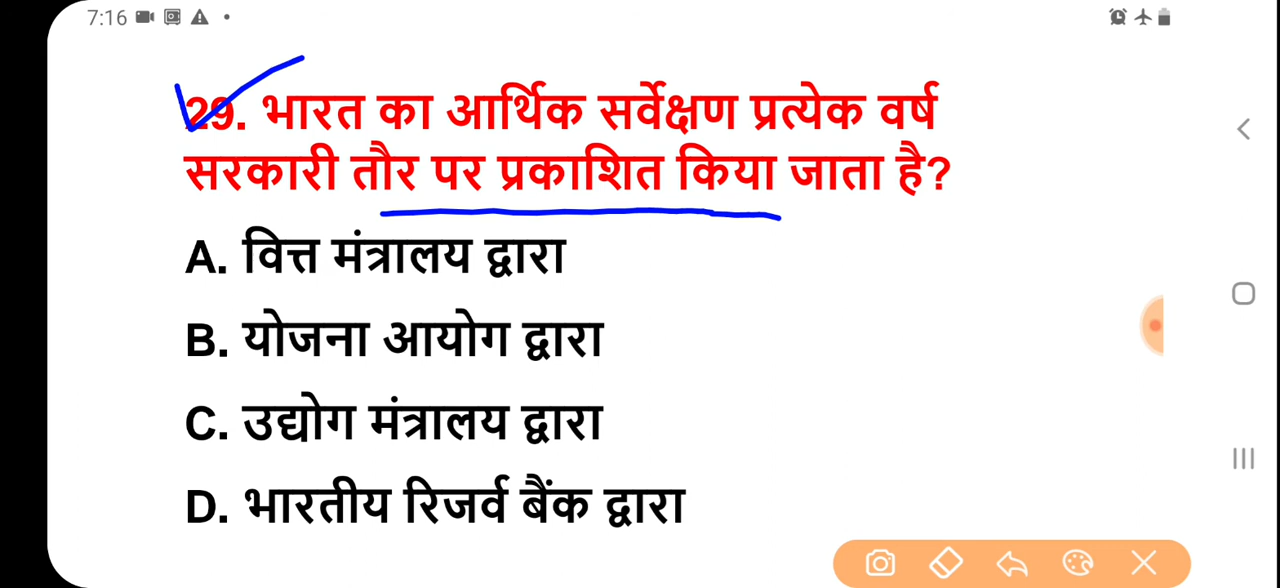 7:16
29. भारत का आर्थिक सर्वेक्षण प्रत्येक वर्ष
सरकारी तौर पर प्रकाशित किया जाता है?
A. वित्त मंत्रालय द्वारा
B. योजना आयोग द्वारा
C. उद्योग मंत्रालय द्वारा
D. भारतीय रिजर्व बैंक द्वारा